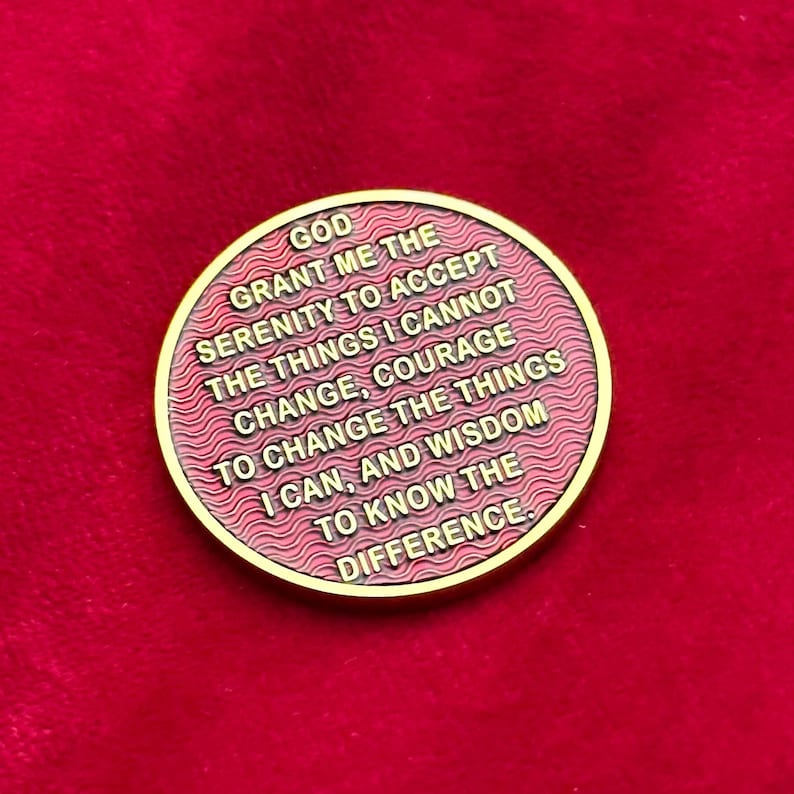 GOD
GRANT ME THE
SERENITY TO ACCEPT
THE THINGS I CANNOT
CHANGE, COURAGE
TO CHANGE THE THINGS
I CAN, AND WISDOM
TO KNOW THE
DIFFERENCE.